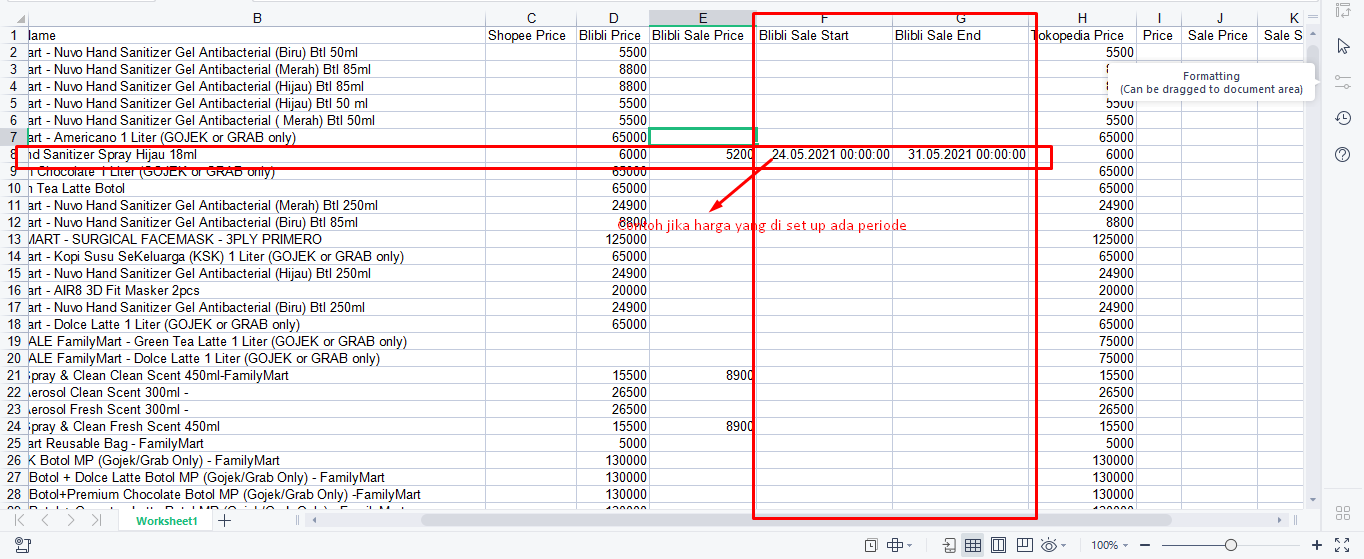 B C D E F G H I J K
1 Name Shopee Price Blibli Price Blibli Sale Price Blibli Sale Start Blibli Sale End Tokopedia Price Price Sale Price Sale S
2 art - Nuvo Hand Sanitizer Gel Antibacterial (Biru) Btl 50ml 5500 5500
3 art - Nuvo Hand Sanitizer Gel Antibacterial (Merah) Btl 85ml 8800
Formatting
(Can be dragged to document area)
4 art - Nuvo Hand Sanitizer Gel Antibacterial (Hijau) Btl 85ml 8800
5 art - Nuvo Hand Sanitizer Gel Antibacterial (Hijau) Btl 50 ml 5500 5500
6 art - Nuvo Hand Sanitizer Gel Antibacterial ( Merah) Btl 50ml 5500 5500
7 art - Americano 1 Liter (GOJEK or GRAB only) 65000 65000
8 nd Sanitizer Spray Hijau 18ml 6000 5200 24.05.2021 00:00:00 31.05.2021 00:00:00 6000
9 n Chocolate 1 Liter (GOJEK or GRAB only) 65000 65000
10 n Tea Latte Botol 65000 65000
11 art - Nuvo Hand Sanitizer Gel Antibacterial (Merah) Btl 250ml 24900 24900
12 art - Nuvo Hand Sanitizer Gel Antibacterial (Biru) Btl 85ml 8800 8800
Contoh jika harga yang di set up ada periode
13 MART - SURGICAL FACEMASK - 3PLY PRIMERO 125000 125000
14 art - Kopi Susu SeKeluarga (KSK) 1 Liter (GOJEK or GRAB only) 65000 65000
15 art - Nuvo Hand Sanitizer Gel Antibacterial (Hijau) Btl 250ml 24900 24900
16 art - AIR8 3D Fit Masker 2pcs 20000 20000
17 art - Nuvo Hand Sanitizer Gel Antibacterial (Biru) Btl 250ml 24900 24900
18 art - Dolce Latte 1 Liter (GOJEK or GRAB only) 65000 65000
19 ALE FamilyMart - Green Tea Latte 1 Liter (GOJEK or GRAB only) 75000
20 ALE FamilyMart - Dolce Latte 1 Liter (GOJEK or GRAB only) 75000
21 Spray & Clean Clean Scent 450ml-FamilyMart 15500 8900 15500
22 Aerosol Clean Scent 300ml - 26500 26500
23 Aerosol Fresh Scent 300ml - 26500 26500
24 Spray & Clean Fresh Scent 450ml 15500 8900 15500
25 art Reusable Bag - FamilyMart 5000 5000
26 K Botol MP (Gojek/Grab Only) - FamilyMart 130000 130000
27 Botol + Dolce Latte Botol MP (Gojek/Grab Only) - FamilyMart 130000 130000
28 Botol+Premium Chocolate Botol MP (Gojek/Grab Only) -FamilyMart 130000 130000
Worksheet1
100%